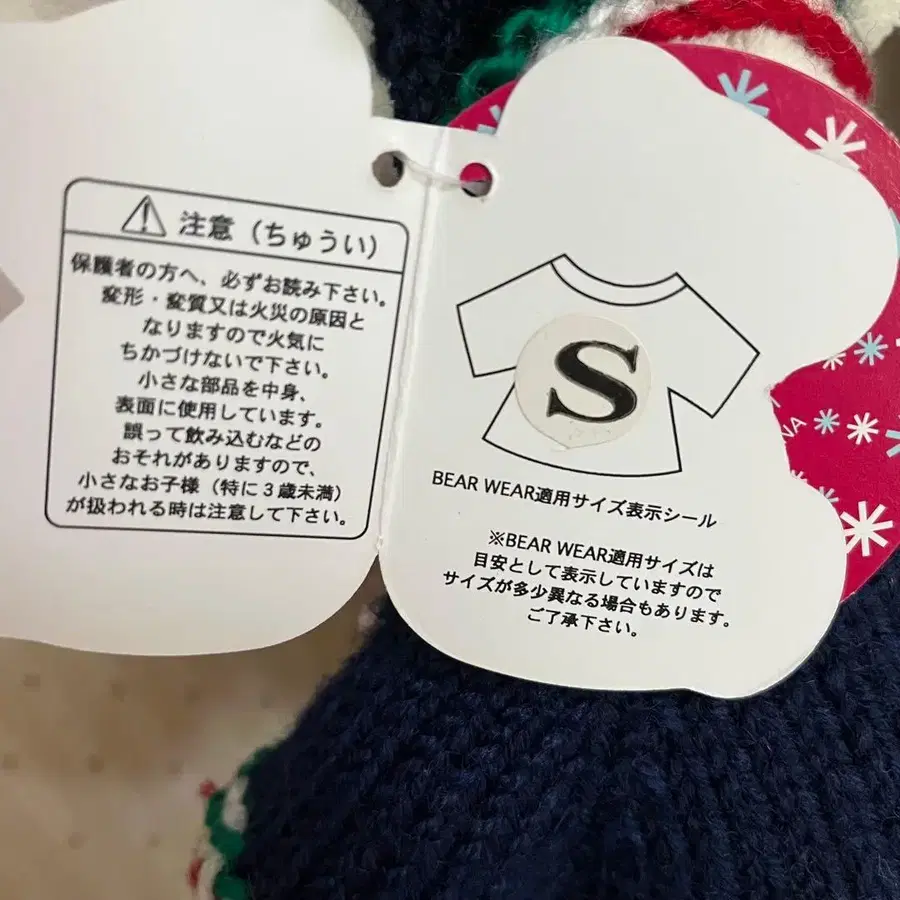 注意（ちゅうい）
保護者の方へ、必ずお読み下さい。
変形・変質又は火災の原因と
なりますので火気に
ちかづけないで下さい。
小さな部品を中身、
表面に使用しています。
誤って飲み込むなどの
おそれがありますので、
小さなお子様（特に３歳未満）
が扱われる時は注意して下さい。
S
BEAR WEAR適用サイズ表示シール
※BEAR WEAR適用サイズは
目安として表示していますので
サイズが多少異なる場合もあります。
ご了承下さい。